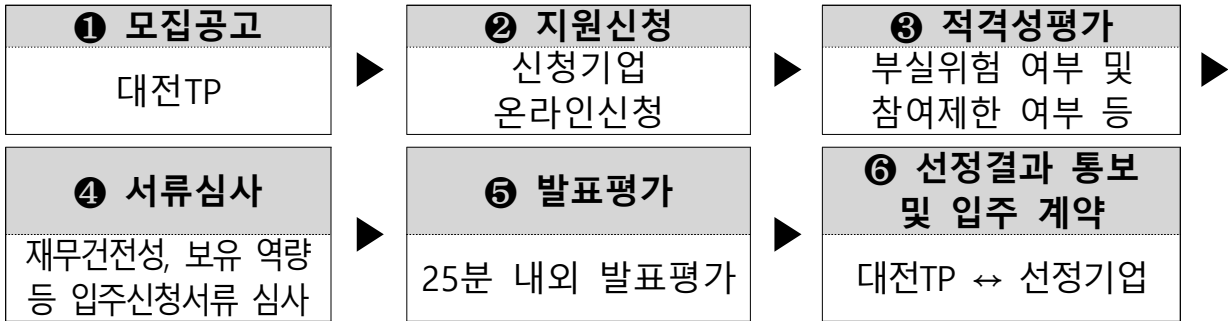 ❶ 모집공고
대전TP
▶
❷ 지원신청
신청기업
온라인신청
▶
❸ 적격성평가
부실위험 여부 및
참여제한 여부 등
▶
❹ 서류심사
재무건전성, 보유 역량
등 입주신청서류 심사
▶
❺ 발표평가
25분 내외 발표평가
▶
❻ 선정결과 통보
및 입주 계약
대전TP ↔ 선정기업